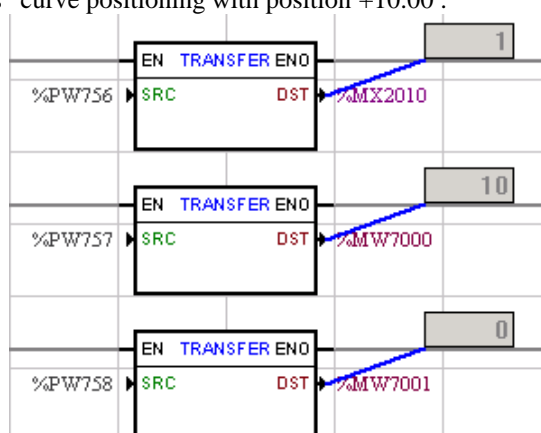 curve positioning with position +10.00 .
1
EN TRANSFER ENO
%PW756 SRC DST %MX2010
10
EN TRANSFER ENO
%PW757 SRC DST %MW7000
0
EN TRANSFER ENO
%PW758 SRC DST %MW7001